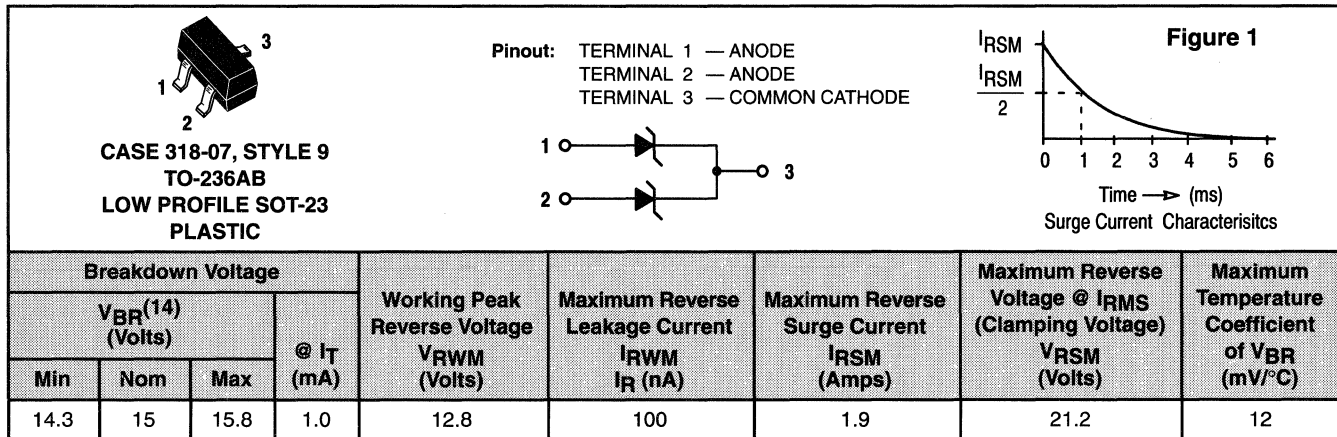 3
1
2
CASE 318-07, STYLE 9
TO-236AB
LOW PROFILE SOT-23
PLASTIC
Pinout: TERMINAL 1 — ANODE
TERMINAL 2 — ANODE
TERMINAL 3 — COMMON CATHODE
1
2
3
Figure 1
IRSM
IRSM
2
0 1 2 3 4 5 6
Time → (ms)
Surge Current Characterisitcs
Breakdown Voltage
VBR(14)
(Volts)
Min
Nom
Max
@ IT
(mA)
Working Peak
Reverse Voltage
VRWM
(Volts)
Maximum Reverse
Leakage Current
IRWM
IR (nA)
Maximum Reverse
Surge Current
IRSM
(Amps)
Maximum Reverse
Voltage @ IRMS
(Clamping Voltage)
VRSM
(Volts)
Maximum
Temperature
Coefficient
of VBR
(mV/°C)
14.3 15 15.8 1.0 12.8 100 1.9 21.2 12